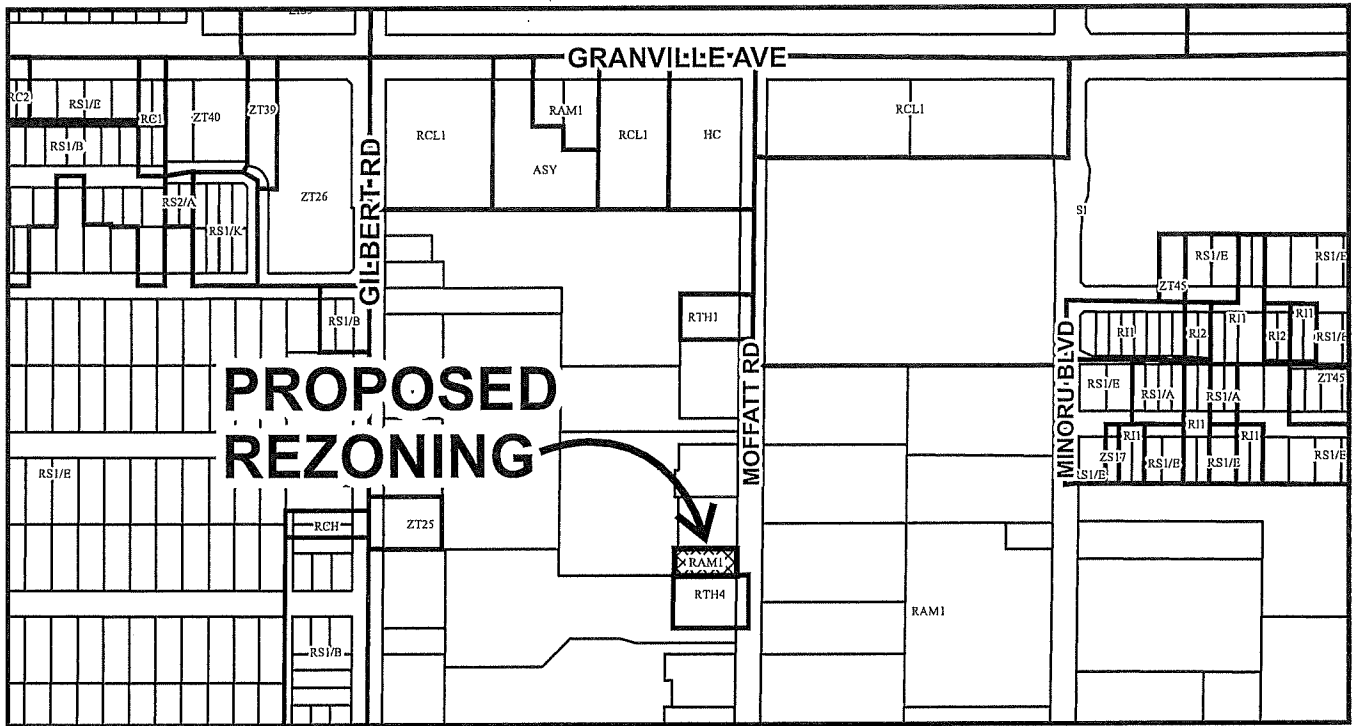 GRANVILLE AVE
RS1/E
RC1
ZT40
ZT39
RS1/B
RS2/A
RS1/K
ZT26
GILBERT RD
RCL1
RAM1
ASY
RCL1
HC
RCL1
S1
RS1/E
RS1/E
ZT45
RS1/B
RTH1
MOFFATT RD
MINORU BLVD
RI1
RI2
RI1
RI2
RI1
RS1/E
RS1/E
RS1/A
RS1/A
ZT45
RI1
RI1
RI1
ZS17
RS1/E
RS1/E
RS1/E
RS1/E
PROPOSED
REZONING
RS1/E
RCH
ZT25
RAM1
RTH4
RAM1
RS1/B